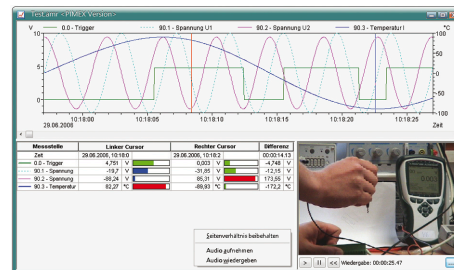 Test.amr <PIMEX Version>
V 0.0 - Trigger 90.1 - Spannung U1 90.2 - Spannung U2 90.3 - Temperatur I °C
10 100
5 50
0 0
-50
-100
10:18:00 10:18:05 10:18:10 10:18:15 10:18:20 10:18:25
29.06.2006 Zeit
Messstelle Linker Cursor Rechter Cursor Differenz
Zeit 29.06.2006, 10:18:0 29.06.2006, 10:18:2 00:00:14.13
0.0 - Trigger 4,751 V 0,003 V -4,748 V
90.1 - Spannung -19,7 V -31,85 V -12,15 V
90.2 - Spannung -88,24 V 85,31 V 173,55 V
90.3 - Temperatur 82,27 °C -89,93 °C -172,2 °C
Seitenverhältnis beibehalten
Audio aufnehmen
Audio wiedergeben
Wiedergabe: 00:00:25.47